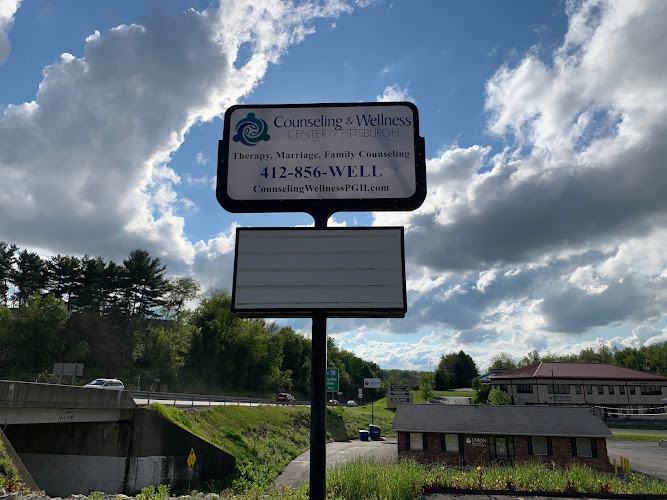 Counseling & Wellness
CENTER of PITTSBURGH
Therapy, Marriage, Family Counseling
412-856-WELL
CounselingWellnessPGH.com